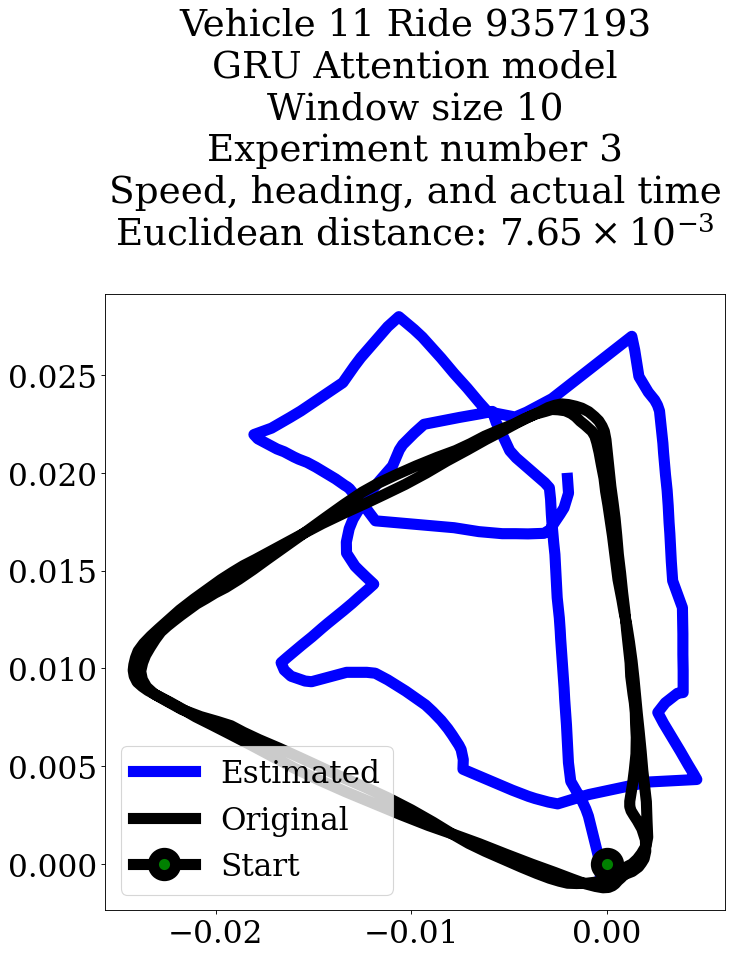 Vehicle 11 Ride 9357193
GRU Attention model
Window size 10
Experiment number 3
Speed, heading, and actual time
Euclidean distance: 7.65 × 10⁻³
0.025
0.020
0.015
0.010
0.005
0.000
Estimated
Original
Start
−0.02
−0.01
0.00